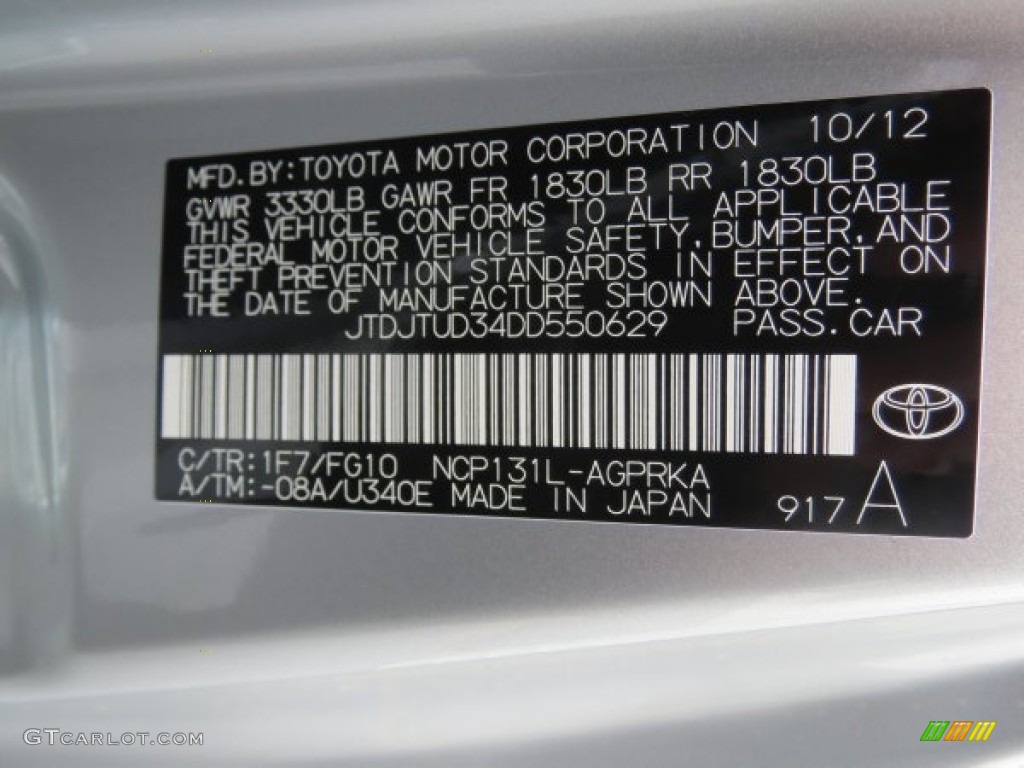 MFD. BY: TOYOTA MOTOR CORPORATION 10/12
GVWR 3330LB GAWR FR 1830LB RR 1830LB
THIS VEHICLE CONFORMS TO ALL APPLICABLE
FEDERAL MOTOR VEHICLE SAFETY, BUMPER, AND
THEFT PREVENTION STANDARDS IN EFFECT ON
THE DATE OF MANUFACTURE SHOWN ABOVE.
JTDJTUD34DD550629 PASS. CAR
C/TR: 1F7/FG10 NCP131L-AGPRKA
A/TM: -08A/U340E MADE IN JAPAN 917 A
GTCARLOT.COM